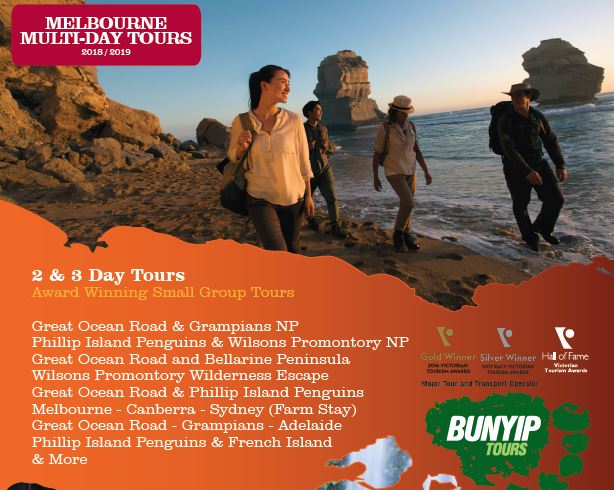 MELBOURNE
MULTI-DAY TOURS
2018 / 2019
2 & 3 Day Tours
Award Winning Small Group Tours
Great Ocean Road & Grampians NP
Phillip Island Penguins & Wilsons Promontory NP
Great Ocean Road and Bellarine Peninsula
Wilsons Promontory Wilderness Escape
Great Ocean Road & Phillip Island Penguins
Melbourne - Canberra - Sydney (Farm Stay)
Great Ocean Road - Grampians - Adelaide
Phillip Island Penguins & French Island
& More
Gold Winner
2016 VICTORIAN
TOURISM AWARDS
Silver Winner
2017 RACV VICTORIAN
TOURISM AWARDS
Hall of Fame
Victorian
Tourism Awards
Major Tour and Transport Operator
BUNYIP
TOURS